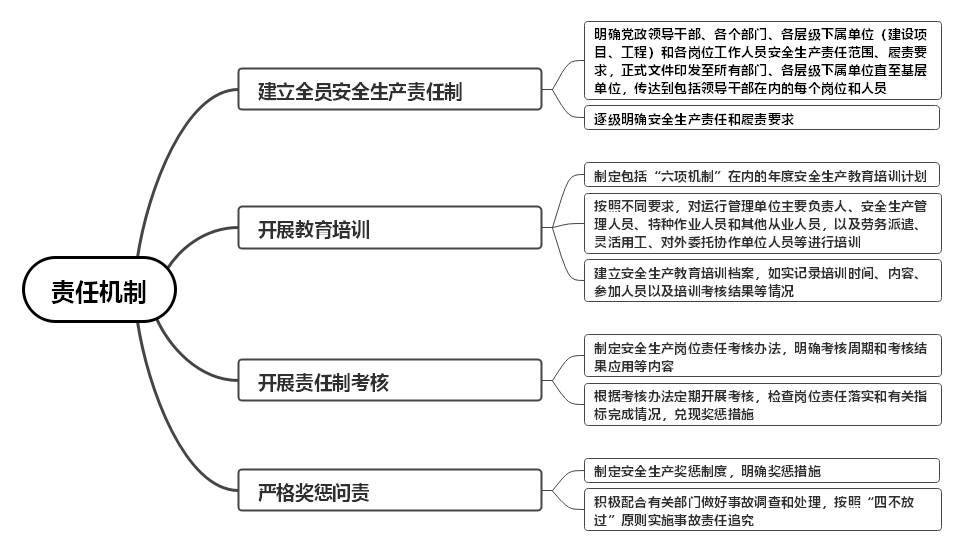 责任机制
建立全员安全生产责任制
明确党政领导干部、各个部门、各层级下属单位（建设项
目、工程）和各岗位工作人员安全生产责任范围、履责要
求，正式文件印发至所有部门、各层级下属单位直至基层
单位，传达到包括领导干部在内的每个岗位和人员
逐级明确安全生产责任和履责要求
开展教育培训
制定包括“六项机制”在内的年度安全生产教育培训计划
按照不同要求，对运行管理单位主要负责人、安全生产管
理人员、特种作业人员和其他从业人员，以及劳务派遣、
灵活用工、对外委托协作单位人员等进行培训
建立安全生产教育培训档案，如实记录培训时间、内容、
参加人员以及培训考核结果等情况
开展责任制考核
制定安全生产岗位责任考核办法，明确考核周期和考核结
果应用等内容
根据考核办法定期开展考核，检查岗位责任落实和有关指
标完成情况，兑现奖惩措施
严格奖惩问责
制定安全生产奖惩制度，明确奖惩措施
积极配合有关部门做好事故调查和处理，按照“四不放
过”原则实施事故责任追究